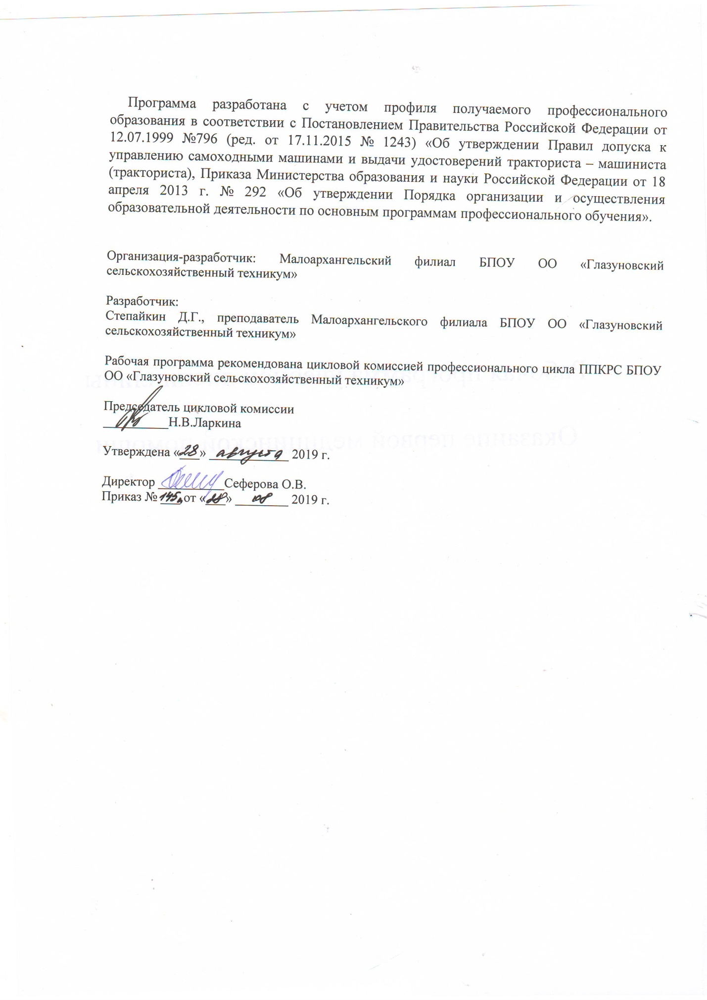 Программа разработана с учетом профиля получаемого профессионального
образования в соответствии с Постановлением Правительства Российской Федерации от
12.07.1999 №796 (ред. от 17.11.2015 № 1243) «Об утверждении Правил допуска к
управлению самоходными машинами и выдачи удостоверений тракториста – машиниста
(тракториста), Приказа Министерства образования и науки Российской Федерации от 18
апреля 2013 г. № 292 «Об утверждении Порядка организации и осуществления
образовательной деятельности по основным программам профессионального обучения».
Организация-разработчик: Малоархангельский филиал БПОУ ОО «Глазуновский
сельскохозяйственный техникум»
Разработчик:
Степайкин Д.Г., преподаватель Малоархангельского филиала БПОУ ОО «Глазуновский
сельскохозяйственный техникум»
Рабочая программа рекомендована цикловой комиссией профессионального цикла ППКРС БПОУ
ОО «Глазуновский сельскохозяйственный техникум»
Председатель цикловой комиссии
__________Н.В.Ларкина
Утверждена «28» августа 2019 г.
Директор __________Сеферова О.В.
Приказ № 145 от «28» 08 2019 г.